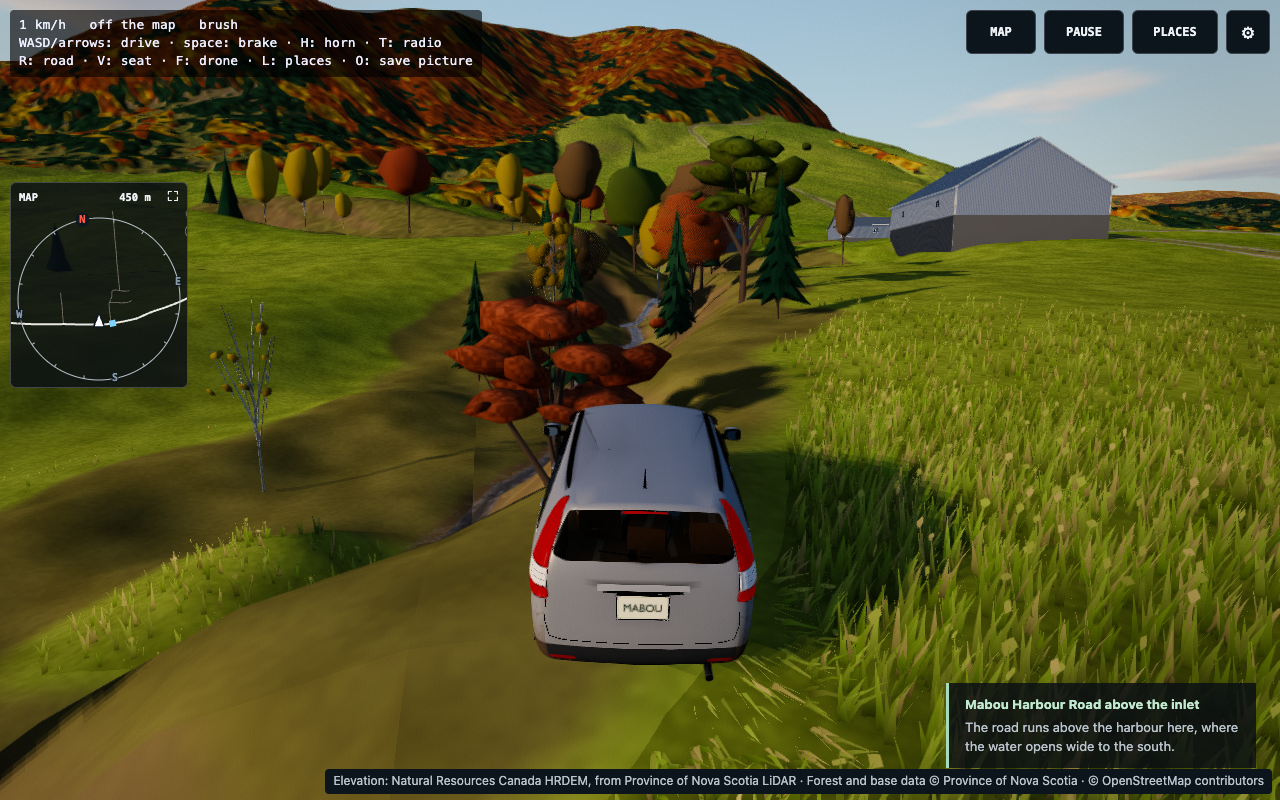 1 km/h off the map brush
WASD/arrows: drive · space: brake · H: horn · T: radio
R: road · V: seat · F: drone · L: places · O: save picture
MAP
PAUSE
PLACES
MAP 450 m
N
E
W
S
MABOU
Mabou Harbour Road above the inlet
The road runs above the harbour here, where
the water opens wide to the south.
Elevation: Natural Resources Canada HRDEM, from Province of Nova Scotia LiDAR · Forest and base data © Province of Nova Scotia · © OpenStreetMap contributors